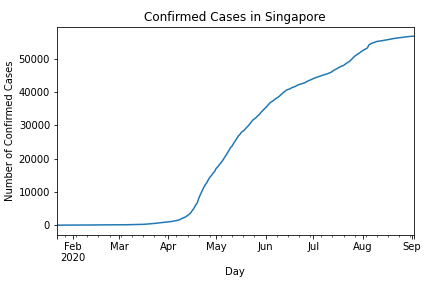 Confirmed Cases in Singapore
Number of Confirmed Cases
50000
40000
30000
20000
10000
0
Feb Mar Apr May Jun Jul Aug Sep
2020
Day